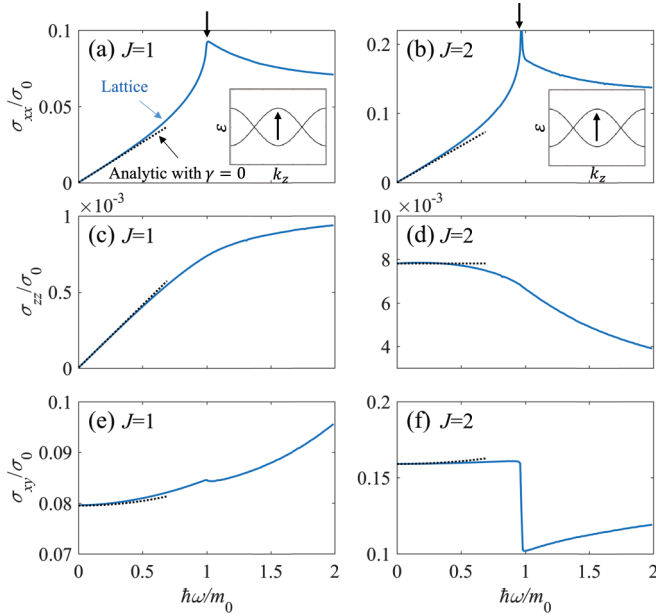 (a) J=1
σxx/σ0
0.1
0.05
0
Lattice
Analytic with γ = 0
ε
kz
(b) J=2
0.2
0.1
0
ε
kz
×10⁻³
(c) J=1
σzz/σ0
1
0.5
0
×10⁻³
(d) J=2
10
8
6
4
(e) J=1
σxy/σ0
0.1
0.09
0.08
0.07
0 0.5 1 1.5 2
ħω/m0
(f) J=2
0.2
0.15
0.1
0 0.5 1 1.5 2
ħω/m0